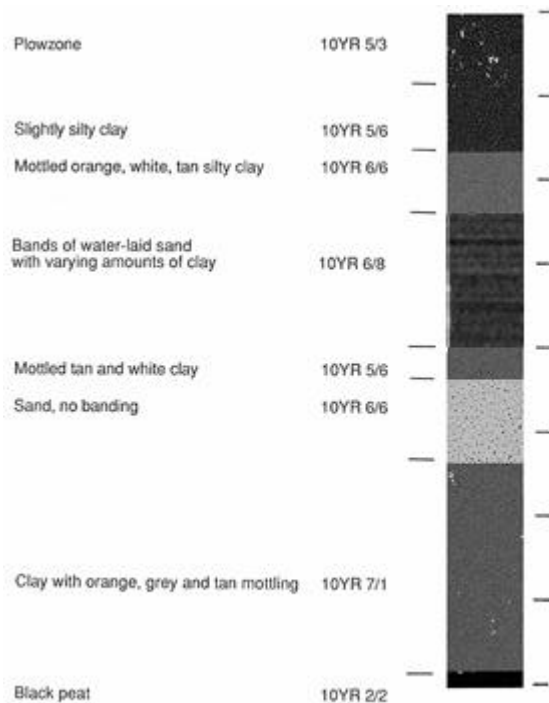 Plowzone 10YR 5/3
Slightly silty clay 10YR 5/6
Mottled orange, white, tan silty clay 10YR 6/6
Bands of water-laid sand
with varying amounts of clay 10YR 6/8
Mottled tan and white clay 10YR 5/6
Sand, no banding 10YR 6/6
Clay with orange, grey and tan mottling 10YR 7/1
Black peat 10YR 2/2